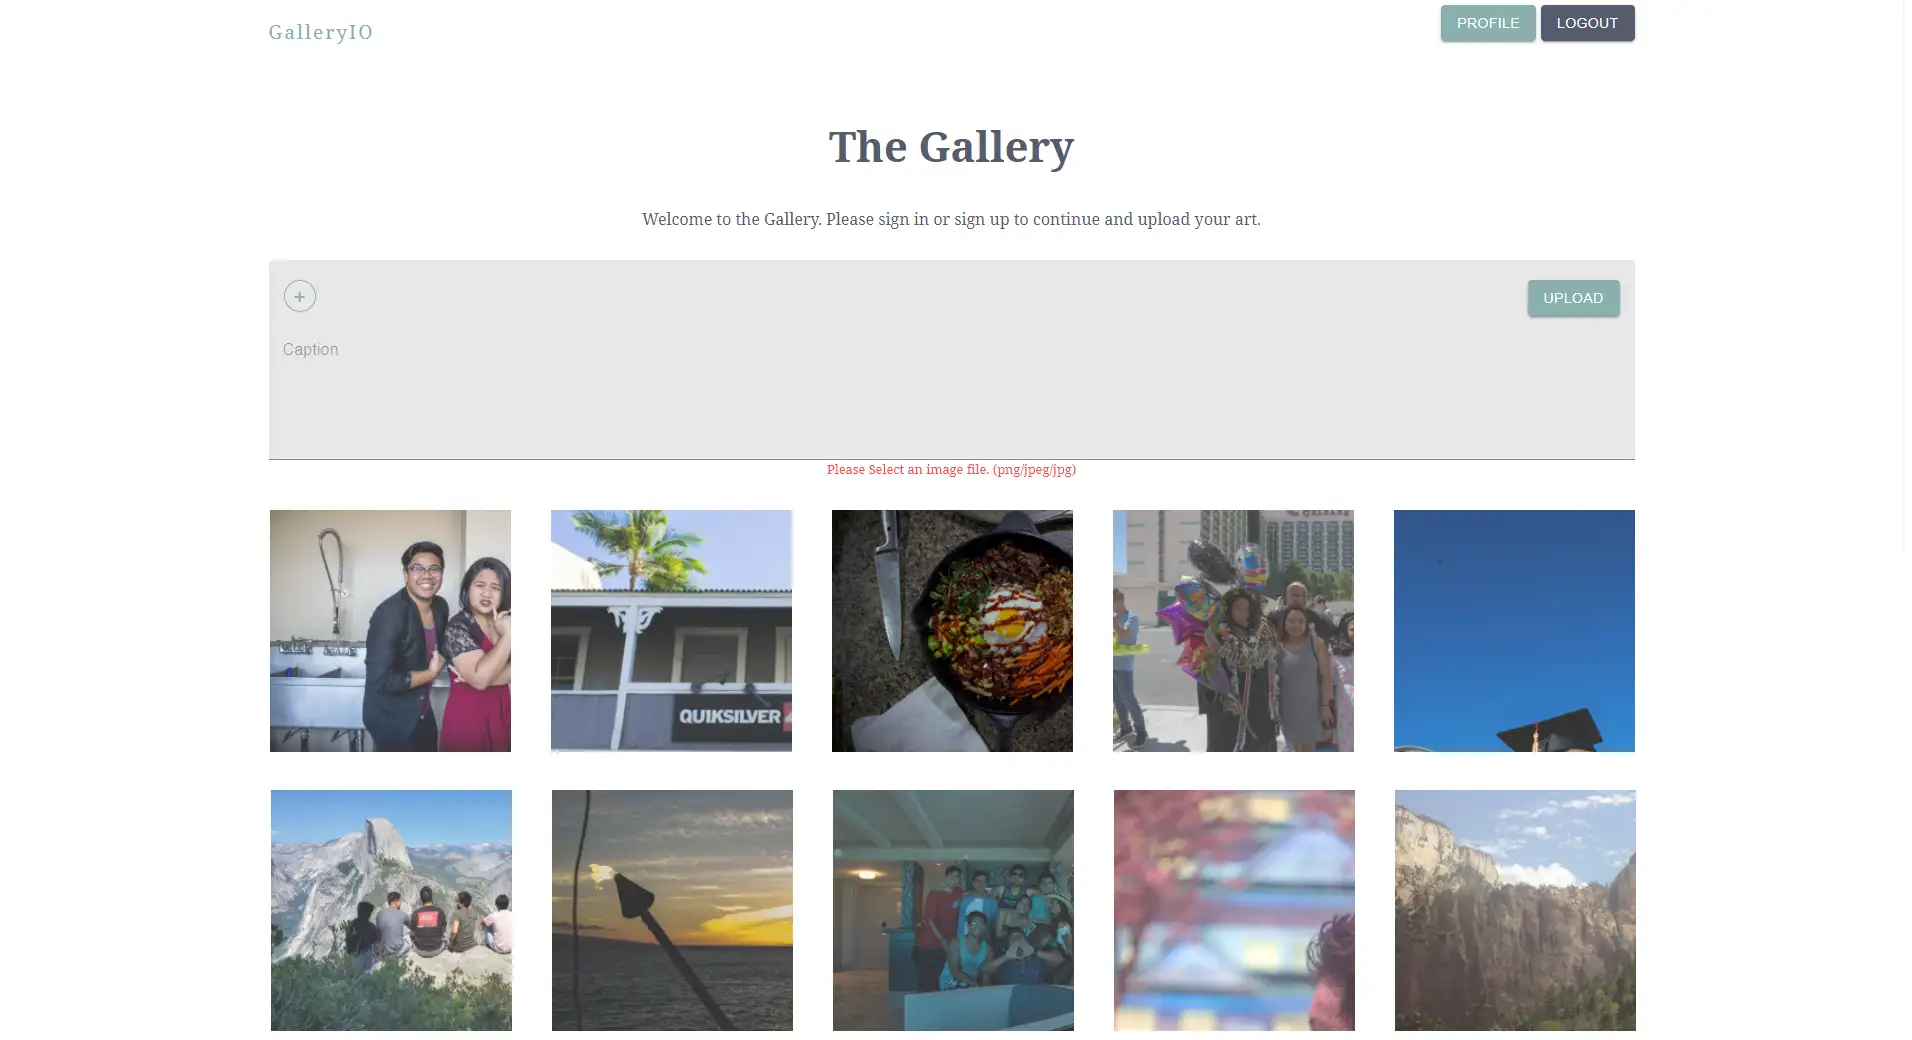 GalleryIO
PROFILE
LOGOUT
The Gallery
Welcome to the Gallery. Please sign in or sign up to continue and upload your art.
+
UPLOAD
Caption
Please Select an image file. (png/jpeg/jpg)
QUIKSILVER